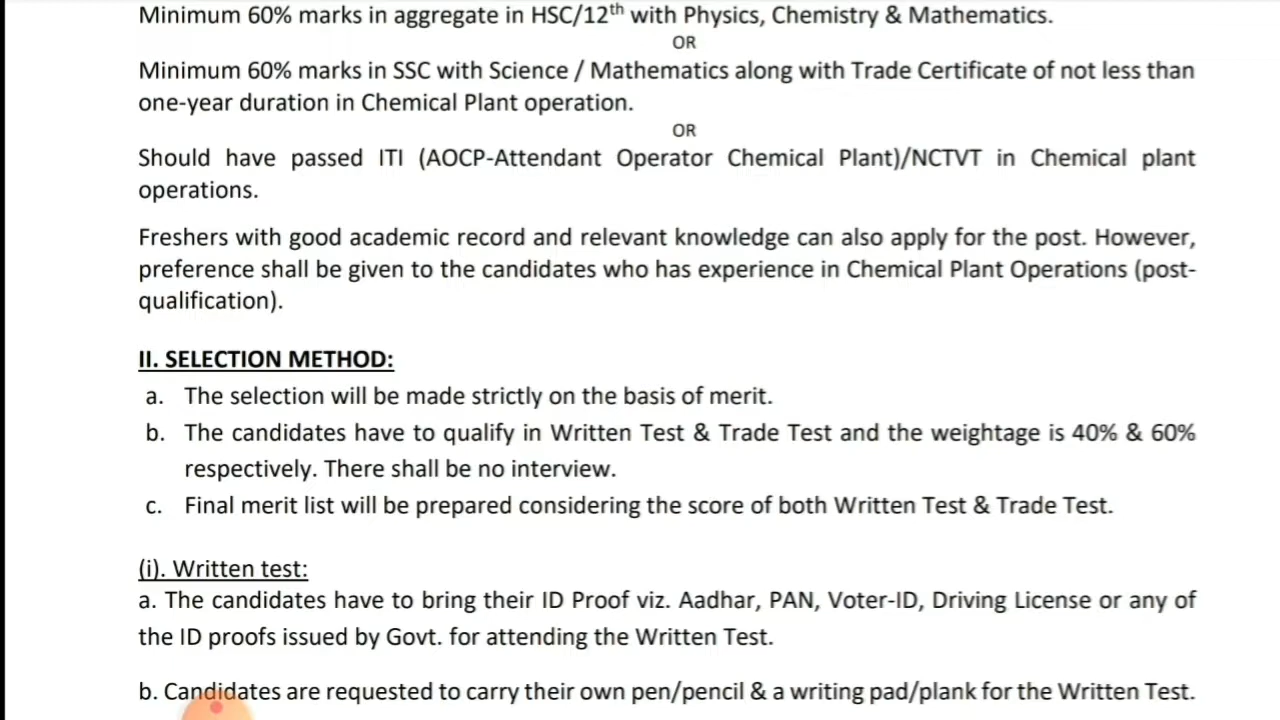 Minimum 60% marks in aggregate in HSC/12th with Physics, Chemistry & Mathematics.
OR
Minimum 60% marks in SSC with Science / Mathematics along with Trade Certificate of not less than
one-year duration in Chemical Plant operation.
OR
Should have passed ITI (AOCP-Attendant Operator Chemical Plant)/NCTVT in Chemical plant
operations.
Freshers with good academic record and relevant knowledge can also apply for the post. However,
preference shall be given to the candidates who has experience in Chemical Plant Operations (post-
qualification).
II. SELECTION METHOD:
a. The selection will be made strictly on the basis of merit.
b. The candidates have to qualify in Written Test & Trade Test and the weightage is 40% & 60%
respectively. There shall be no interview.
c. Final merit list will be prepared considering the score of both Written Test & Trade Test.
(i). Written test:
a. The candidates have to bring their ID Proof viz. Aadhar, PAN, Voter-ID, Driving License or any of
the ID proofs issued by Govt. for attending the Written Test.
b. Candidates are requested to carry their own pen/pencil & a writing pad/plank for the Written Test.